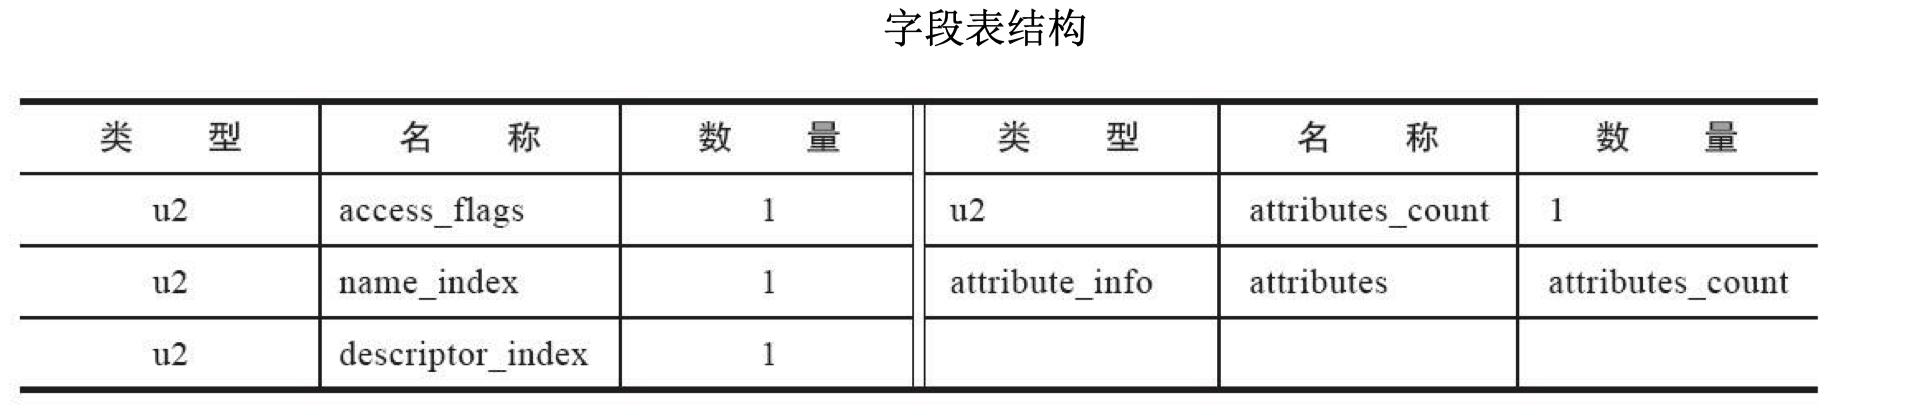 字段表结构
类 型 名 称 数 量 类 型 名 称 数 量
u2 access_flags 1 u2 attributes_count 1
u2 name_index 1 attribute_info attributes attributes_count
u2 descriptor_index 1